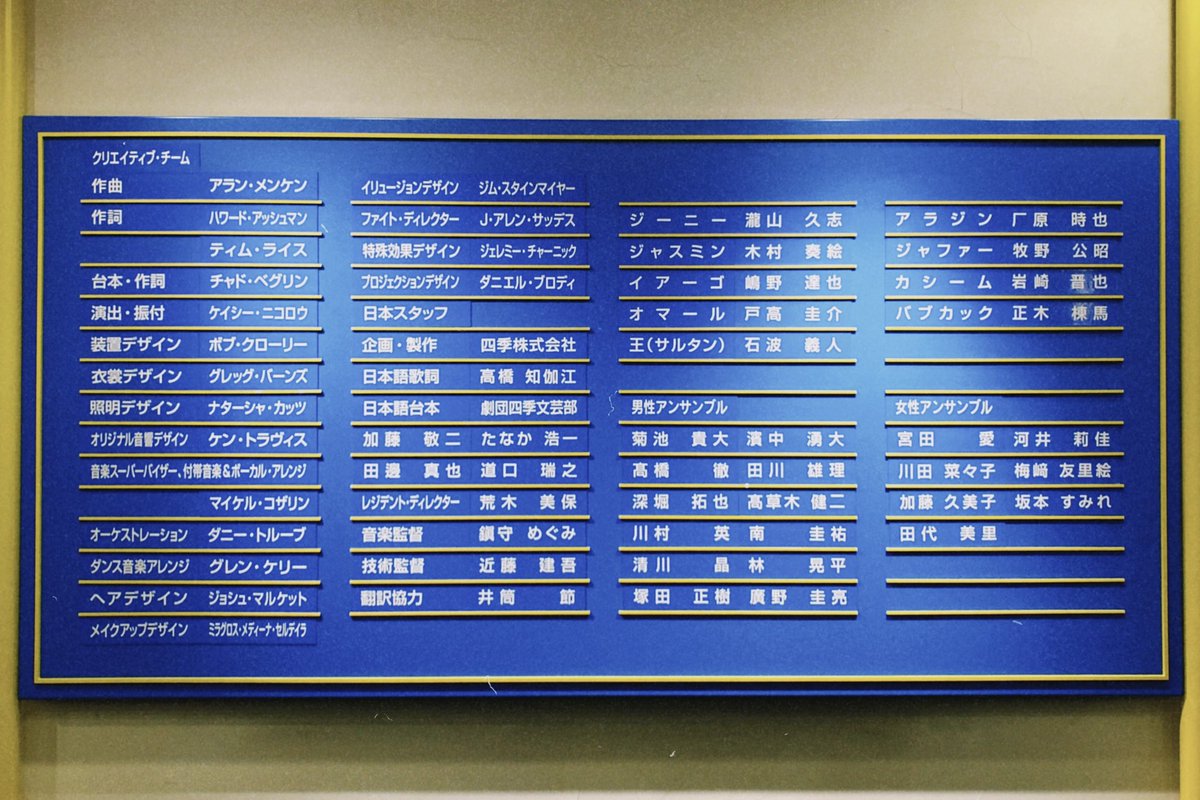 クリエイティブ・チーム
作曲 アラン・メンケン
作詞 ハワード・アッシュマン
ティム・ライス
台本・作詞 チャド・ベグリン
演出・振付 ケイシー・ニコロウ
装置デザイン ボブ・クローリー
衣裳デザイン グレッグ・バーンズ
照明デザイン ナターシャ・カッツ
オリジナル音響デザイン ケン・トラヴィス
音楽スーパーバイザー、付帯音楽&ボーカル・アレンジ
マイケル・コザリン
オーケストレーション ダニー・トルーブ
ダンス音楽アレンジ グレン・ケリー
ヘアデザイン ジョシュ・マルケット
メイクアップデザイン ミラグロス・メディーナ・セルデイラ
イリュージョンデザイン ジム・スタインマイヤー
ファイト・ディレクター J・アレン・サッデス
特殊効果デザイン ジェレミー・チャーニック
プロジェクションデザイン ダニエル・ブロディ
日本スタッフ
企画・製作 四季株式会社
日本語歌詞 高橋 知伽江
日本語台本 劇団四季文芸部
加藤 敬二 たなか 浩一
田邊 真也 道口 瑞之
レジデント・ディレクター 荒木 美保
音楽監督 鎮守 めぐみ
技術監督 近藤 建吾
翻訳協力 井筒 節
ジーニー 瀧山 久志
ジャスミン 木村 奏絵
イアーゴ 嶋野 達也
オマール 戸高 圭介
王(サルタン) 石波 義人
男性アンサンブル
菊池 貴大 濱中 湧大
髙橋 徹 田川 雄理
深堀 拓也 髙草木 健二
川村 英 南 圭祐
清川 晶 林 晃平
塚田 正樹 廣野 圭亮
アラジン 厂原 時也
ジャファー 牧野 公昭
カシーム 岩崎 晋也
バブカック 正木 棟馬
女性アンサンブル
宮田 愛 河井 莉佳
川田 菜々子 梅﨑 友里絵
加藤 久美子 坂本 すみれ
田代 美里